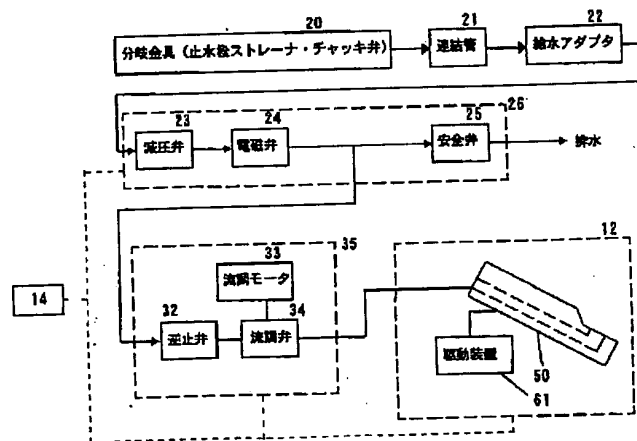 20
21
22
分岐金具（止水栓ストレーナ・チャッキ弁）
連結管
給水アダプタ
26
23
24
25
減圧弁
電磁弁
安全弁
排水
35
12
33
流調モータ
14
32
34
逆止弁
流調弁
駆動装置
50
61